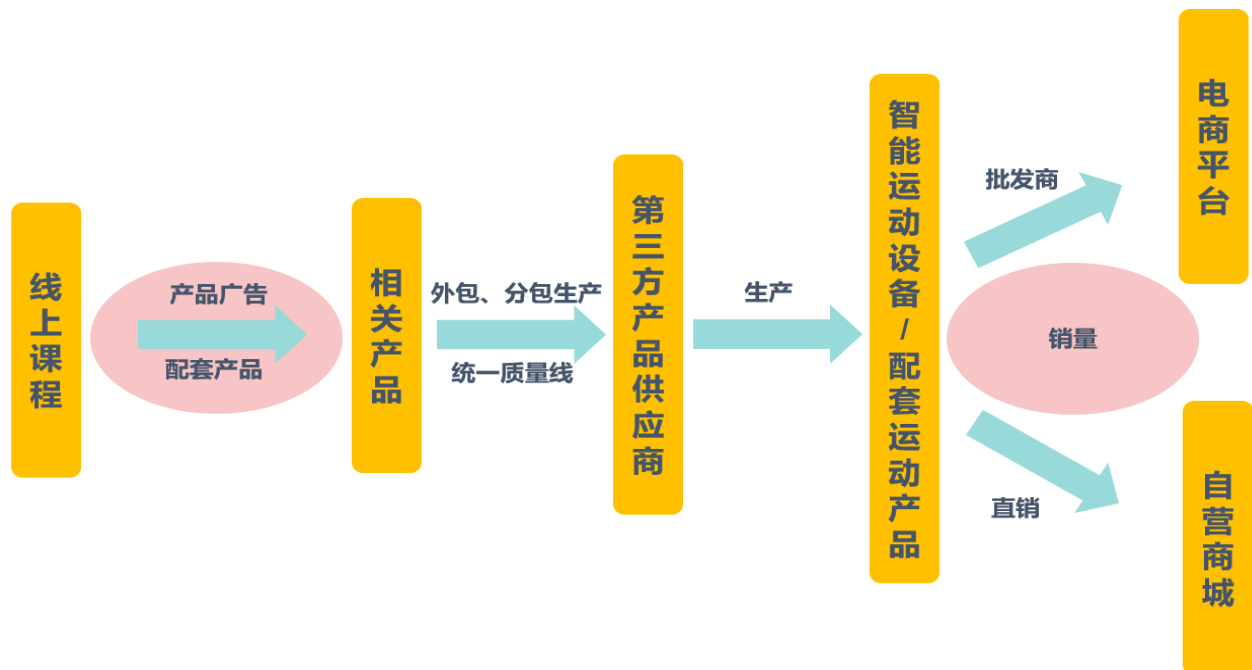 线上课程
产品广告
配套产品
相关产品
外包、分包生产
统一质量线
第三方产品供应商
生产
智能运动设备/配套运动产品
批发商
销量
直销
电商平台
自营商城